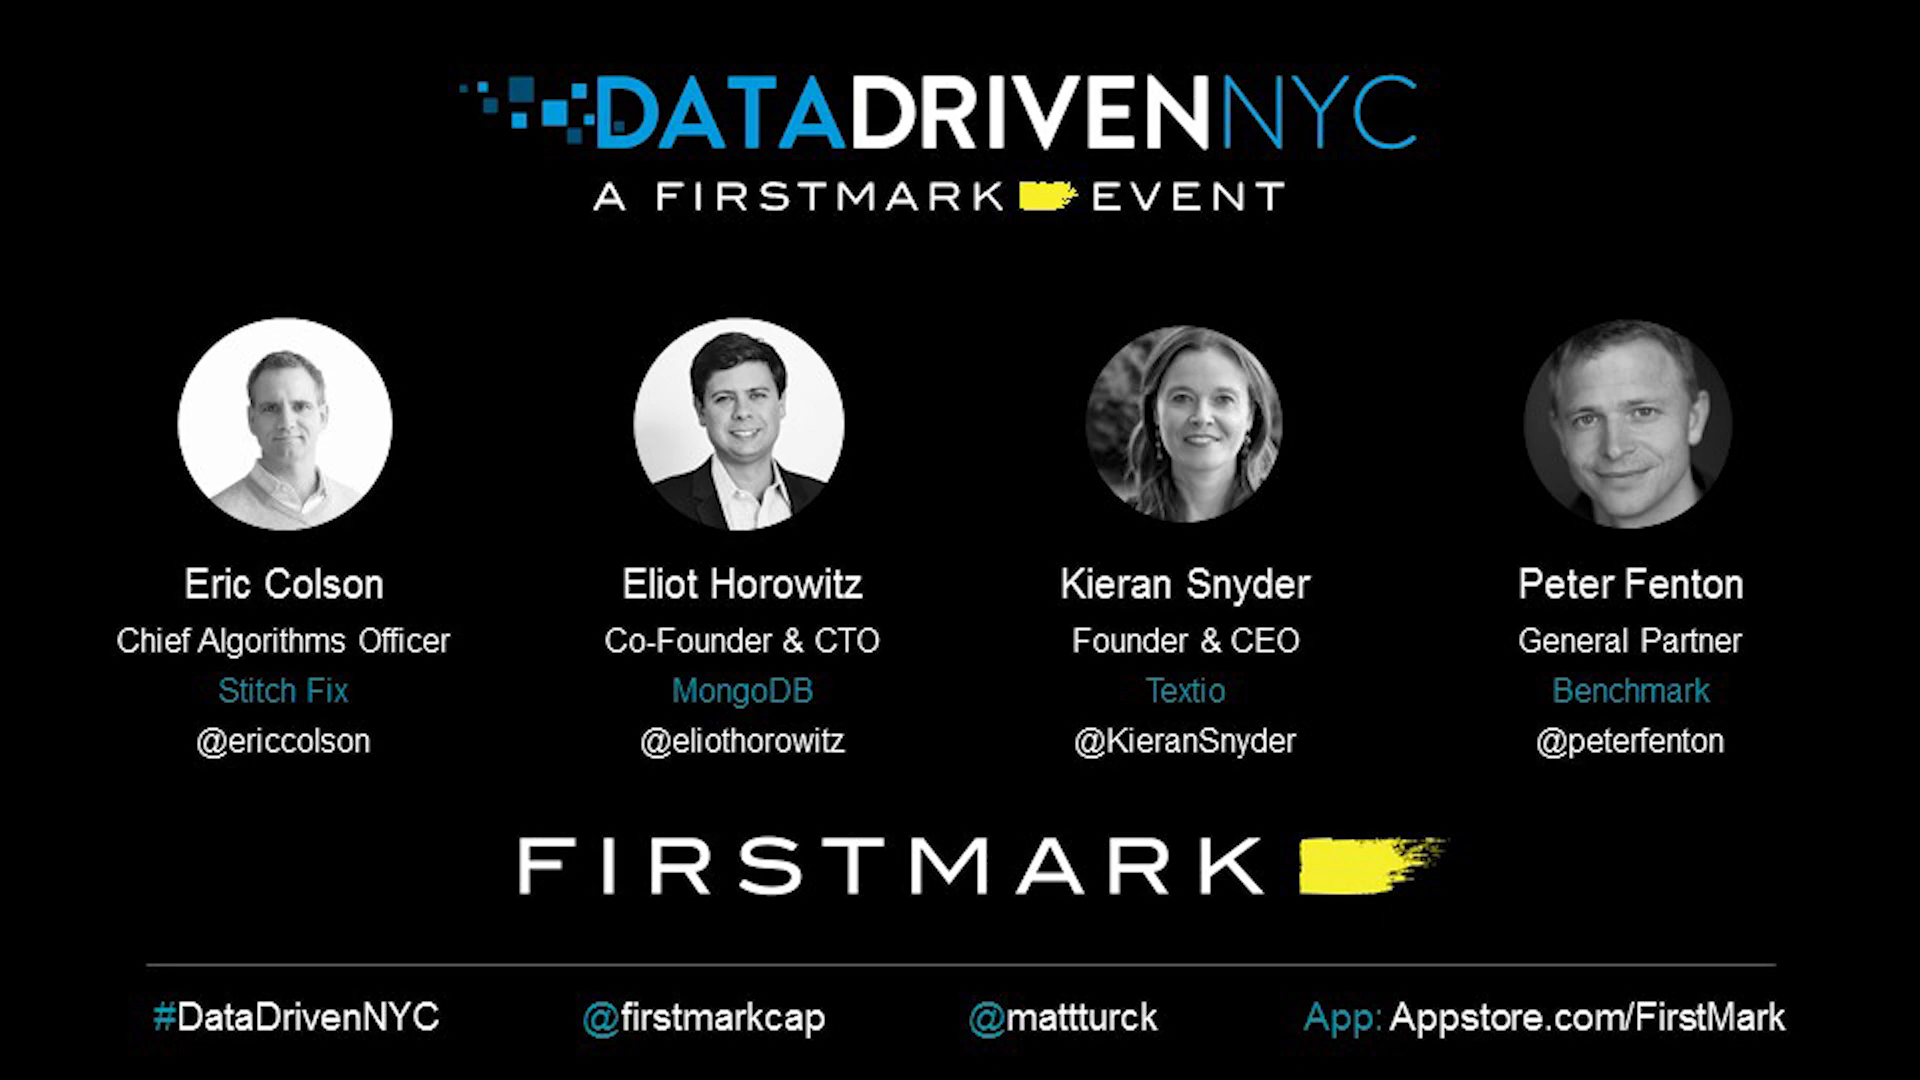 DATADRIVENNYC
A FIRSTMARK EVENT
Eric Colson
Chief Algorithms Officer
Stitch Fix
@ericcolson
Eliot Horowitz
Co-Founder & CTO
MongoDB
@eliothorowitz
Kieran Snyder
Founder & CEO
Textio
@KieranSnyder
Peter Fenton
General Partner
Benchmark
@peterfenton
FIRSTMARK
#DataDrivenNYC
@firstmarkcap
@mattturck
App: Appstore.com/FirstMark